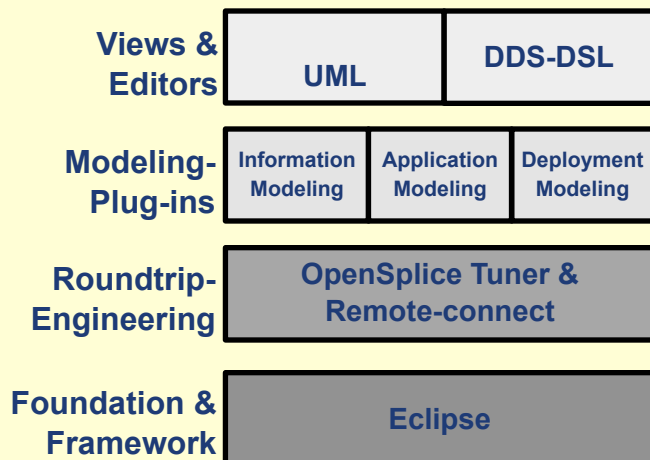 Views &
Editors
UML
DDS-DSL
Modeling-
Plug-ins
Information
Modeling
Application
Modeling
Deployment
Modeling
Roundtrip-
Engineering
OpenSplice Tuner &
Remote-connect
Foundation &
Framework
Eclipse